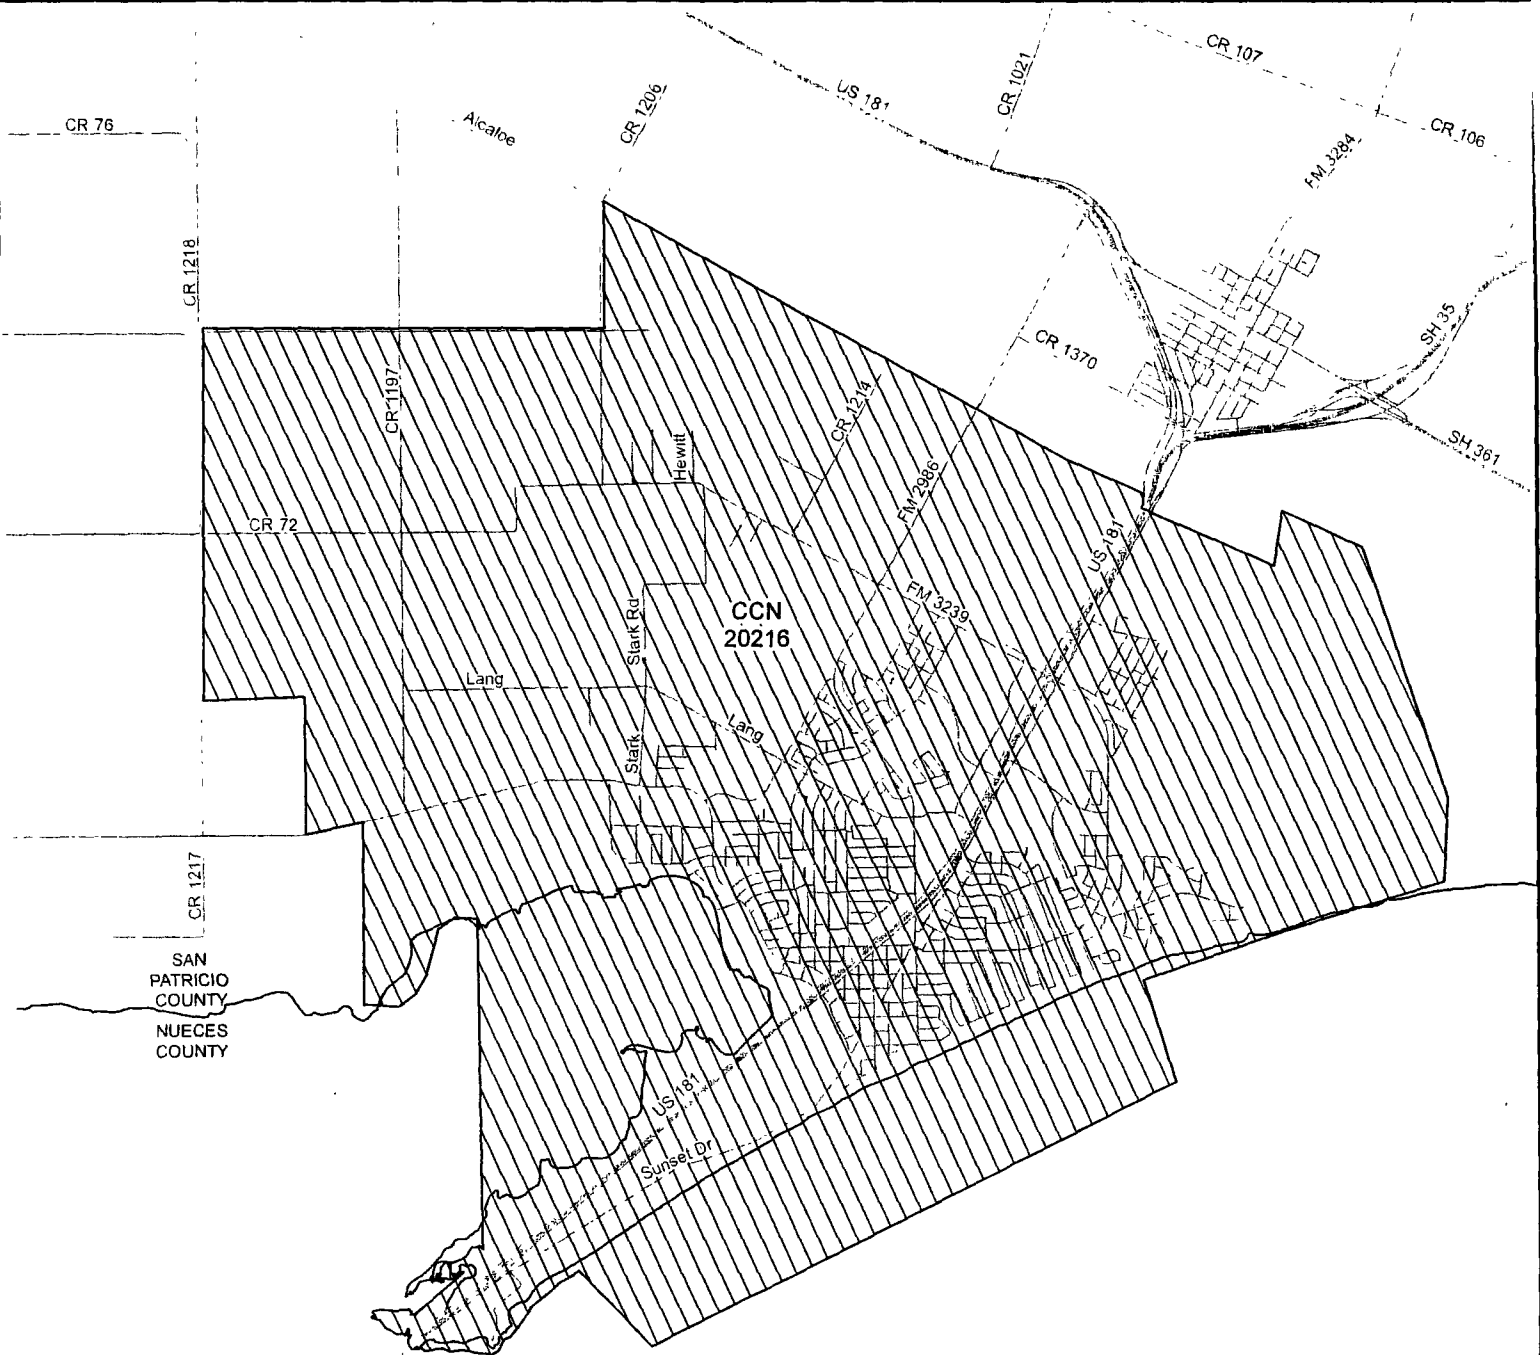 CR 107
CR 1021
US 181
CR 1206
CR 76
Alcatoe
CR 106
FM 3284
CR 1218
SH 35
CR 1370
CR 1197
CR 1214
Hewitt
SH 361
FM 2986
CR 72
US 181
FM 3239
CCN
20216
Stark Rd
Lang
Lang
Stark
CR 1217
SAN
PATRICIO
COUNTY
NUECES
COUNTY
US 181
Sunset Dr